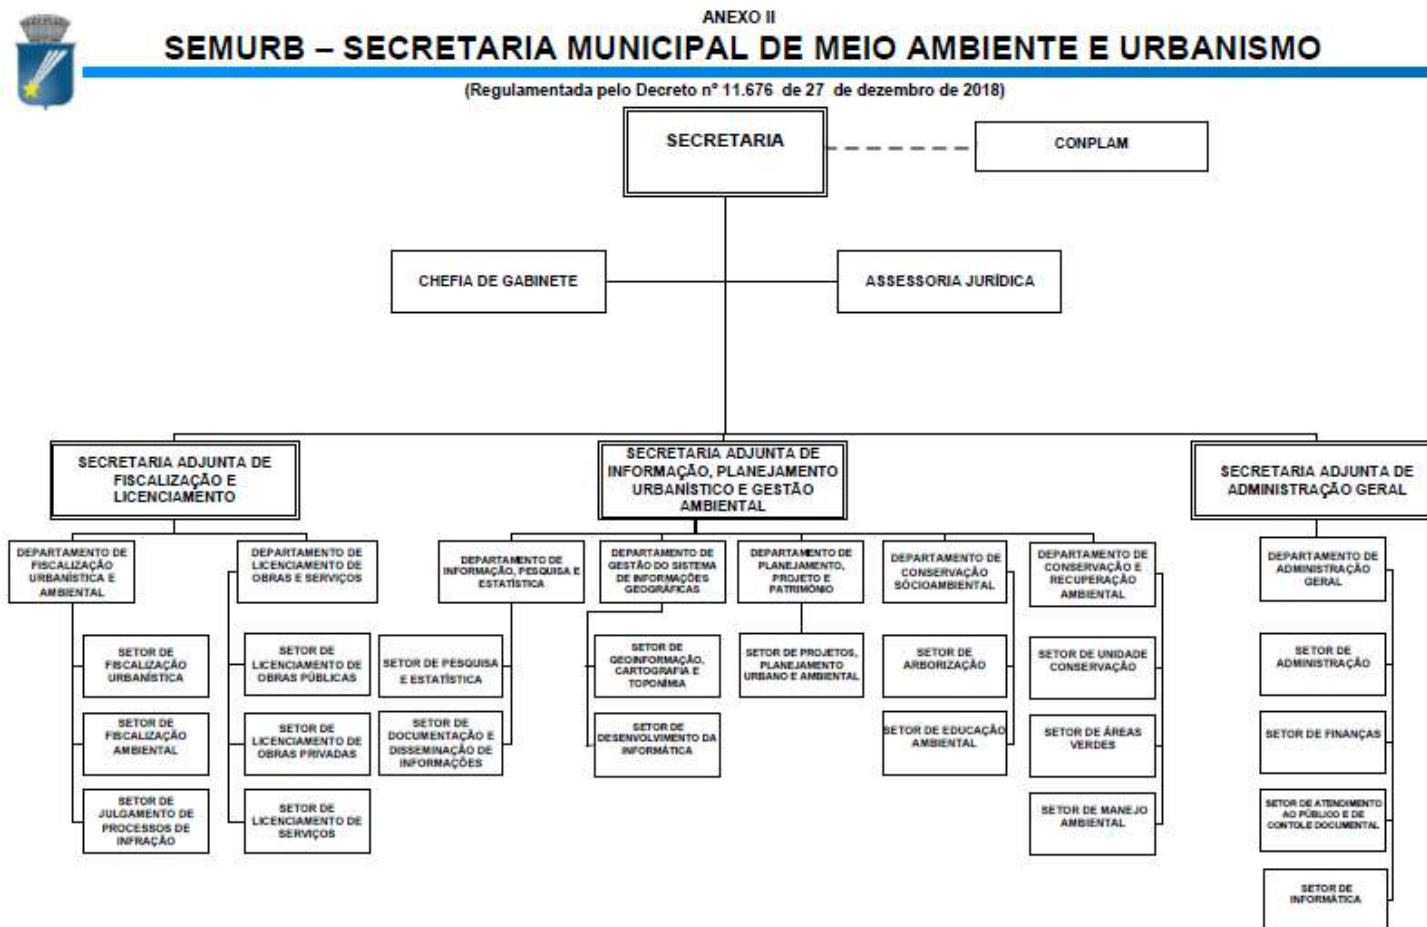 ANEXO II
SEMURB – SECRETARIA MUNICIPAL DE MEIO AMBIENTE E URBANISMO
(Regulamentada pelo Decreto nº 11.676 de 27 de dezembro de 2018)
SECRETARIA
CONPLAM
CHEFIA DE GABINETE
ASSESSORIA JURÍDICA
SECRETARIA ADJUNTA DE
FISCALIZAÇÃO E
LICENCIAMENTO
SECRETARIA ADJUNTA DE
INFORMAÇÃO, PLANEJAMENTO
URBANÍSTICO E GESTÃO
AMBIENTAL
SECRETARIA ADJUNTA DE
ADMINISTRAÇÃO GERAL
DEPARTAMENTO DE
FISCALIZAÇÃO
URBANÍSTICA E
AMBIENTAL
DEPARTAMENTO DE
LICENCIAMENTO DE
OBRAS E SERVIÇOS
DEPARTAMENTO DE
INFORMAÇÃO, PESQUISA E
ESTATÍSTICA
DEPARTAMENTO DE
GESTÃO DO SISTEMA
DE INFORMAÇÕES
GEOGRÁFICAS
DEPARTAMENTO DE
PLANEJAMENTO,
PROJETO E
PATRIMÔNIO
DEPARTAMENTO DE
CONSERVAÇÃO
SÓCIOAMBIENTAL
DEPARTAMENTO DE
CONSERVAÇÃO E
RECUPERAÇÃO
AMBIENTAL
DEPARTAMENTO DE
ADMINISTRAÇÃO
GERAL
SETOR DE
FISCALIZAÇÃO
URBANÍSTICA
SETOR DE
LICENCIAMENTO DE
OBRAS PÚBLICAS
SETOR DE PESQUISA
E ESTATÍSTICA
SETOR DE
GEOINFORMAÇÃO,
CARTOGRAFIA E
TOPONÍMIA
SETOR DE PROJETOS,
PLANEJAMENTO
URBANO E AMBIENTAL
SETOR DE
ARBORIZAÇÃO
SETOR DE UNIDADE
CONSERVAÇÃO
SETOR DE
ADMINISTRAÇÃO
SETOR DE
FISCALIZAÇÃO
AMBIENTAL
SETOR DE
LICENCIAMENTO DE
OBRAS PRIVADAS
SETOR DE
DOCUMENTAÇÃO E
DISSEMINAÇÃO DE
INFORMAÇÕES
SETOR DE
DESENVOLVIMENTO DA
INFORMÁTICA
SETOR DE EDUCAÇÃO
AMBIENTAL
SETOR DE ÁREAS
VERDES
SETOR DE FINANÇAS
SETOR DE
JULGAMENTO DE
PROCESSOS DE
INFRAÇÃO
SETOR DE
LICENCIAMENTO DE
SERVIÇOS
SETOR DE MANEJO
AMBIENTAL
SETOR DE ATENDIMENTO
AO PÚBLICO E DE
CONTOLE DOCUMENTAL
SETOR DE
INFORMÁTICA